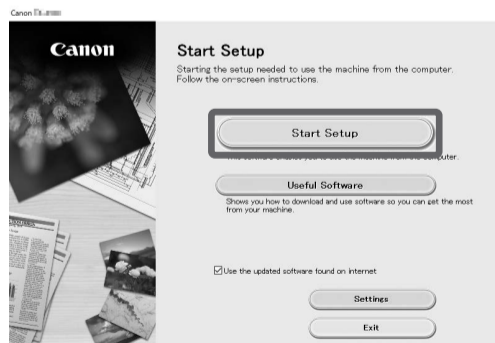 Canon
Canon
Start Setup
Starting the setup needed to use the machine from the computer.
Follow the on-screen instructions.
Start Setup
computer.
Useful Software
Shows you how to download and use software so you can get the most
from your machine.
Use the updated software found on internet
Settings
Exit